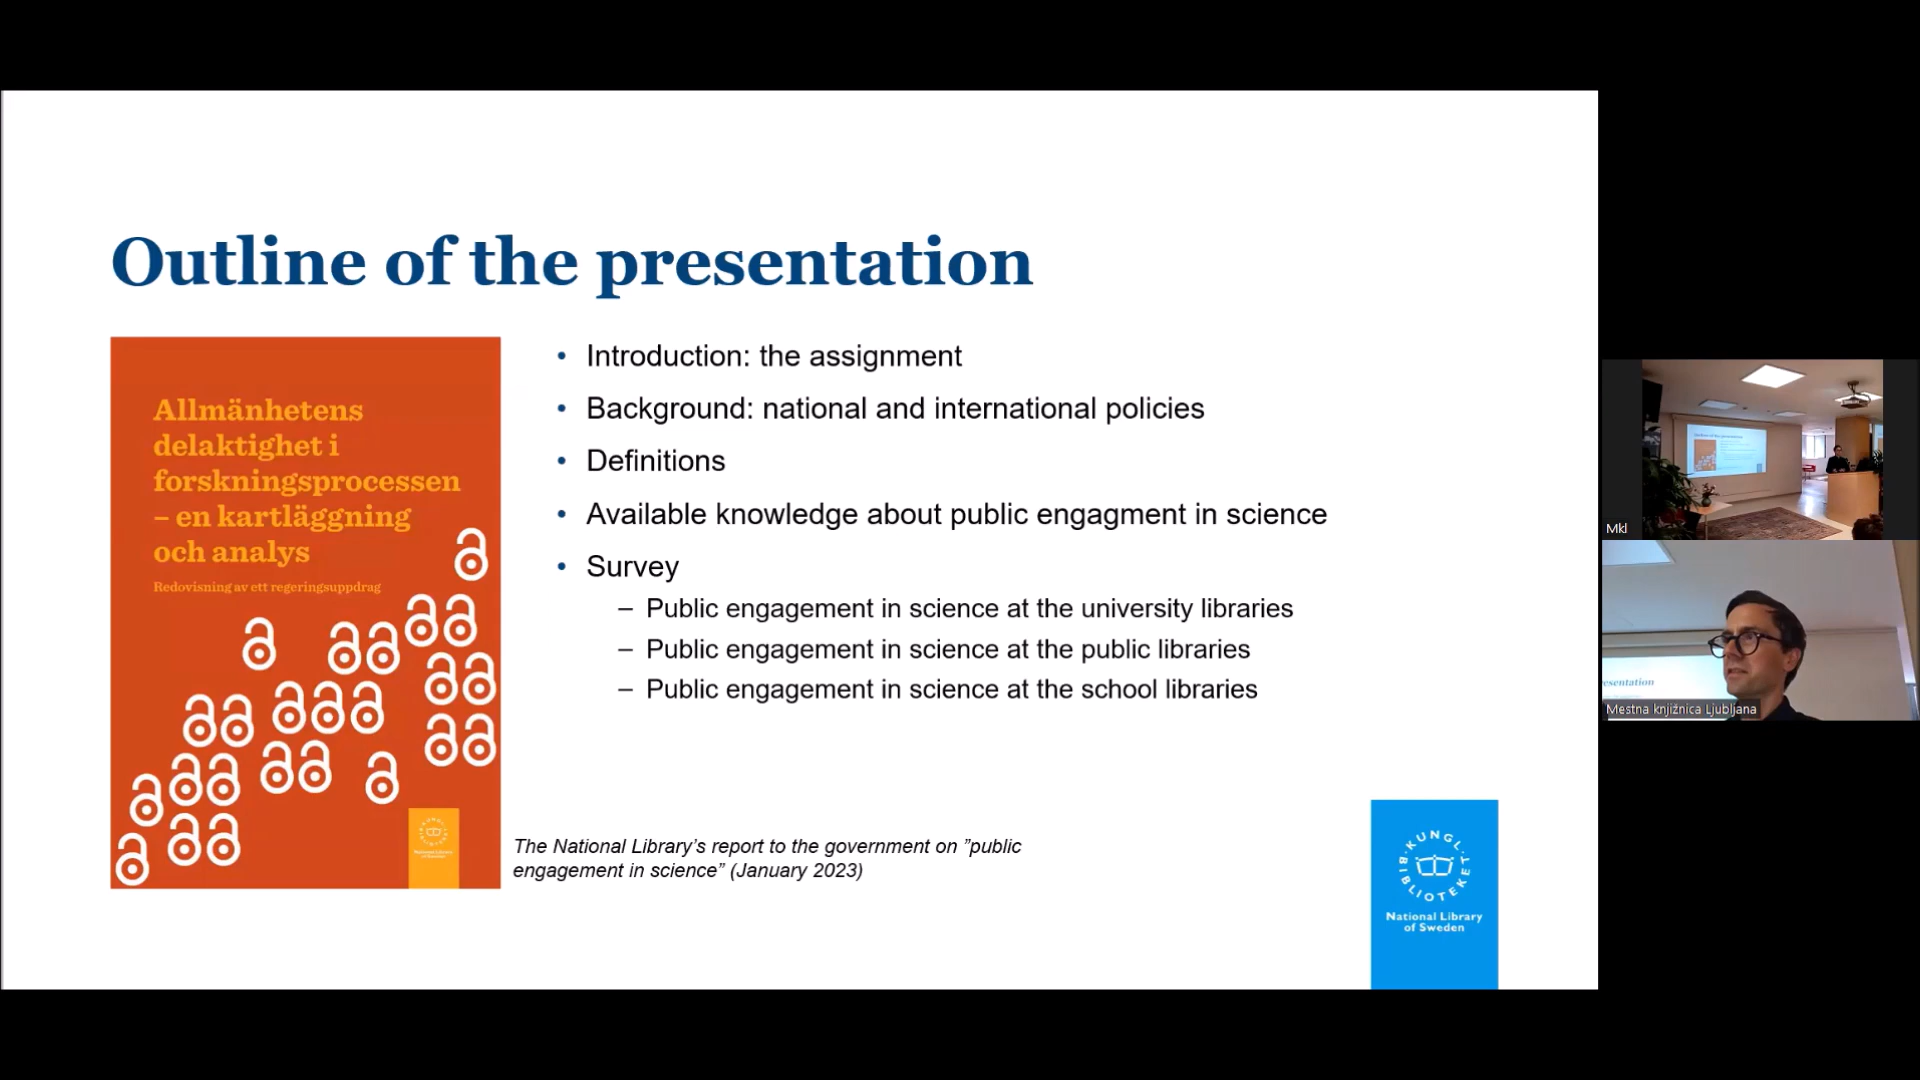 Outline of the presentation
Allmänhetens
delaktighet i
forskningsprocessen
– en kartläggning
och analys
Redovisning av ett regeringsuppdrag
• Introduction: the assignment
• Background: national and international policies
• Definitions
• Available knowledge about public engagment in science
• Survey
– Public engagement in science at the university libraries
– Public engagement in science at the public libraries
– Public engagement in science at the school libraries
The National Library's report to the government on ”public
engagement in science” (January 2023)
KUNGL
BIBLIOTEKET
National Library
of Sweden
Mkl
esentation
Mestna knjižnica Ljubljana